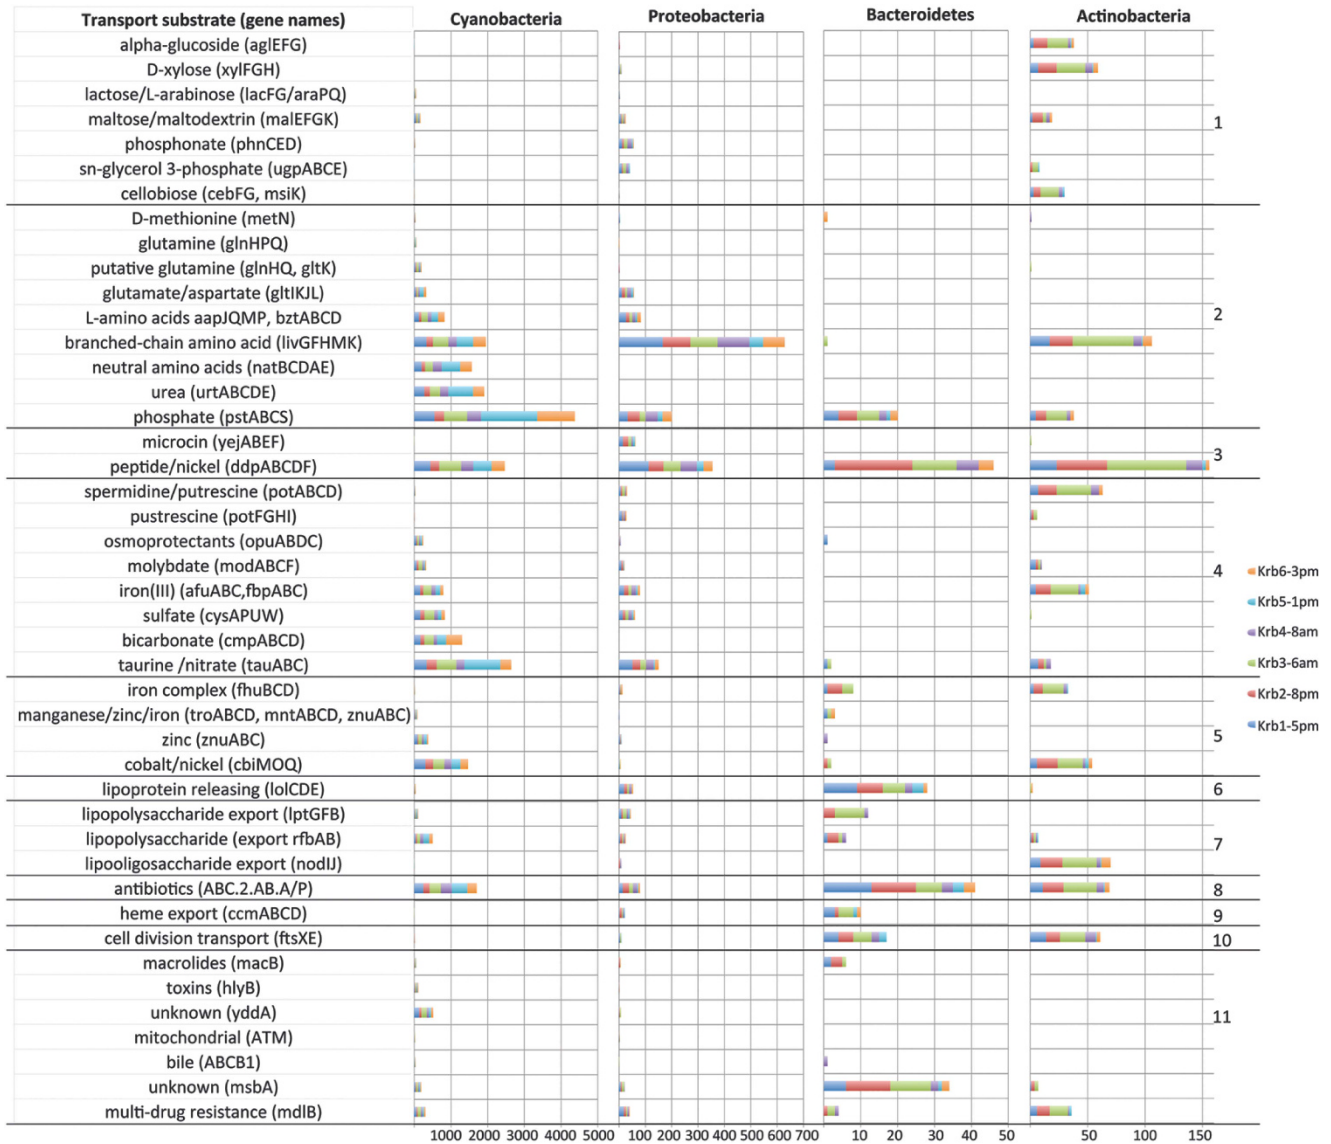 Transport substrate (gene names) Cyanobacteria Proteobacteria Bacteroidetes Actinobacteria
alpha-glucoside (aglEFG)
D-xylose (xylFGH)
lactose/L-arabinose (lacFG/araPQ)
maltose/maltodextrin (malEFGK)
1
phosphonate (phnCED)
sn-glycerol 3-phosphate (ugpABCE)
cellobiose (cebFG, msiK)
D-methionine (metN)
glutamine (glnHPQ)
putative glutamine (glnHQ, gltK)
glutamate/aspartate (gltIKJL)
L-amino acids aapJQMP, bztABCD
2
branched-chain amino acid (livGFHMK)
neutral amino acids (natBCDAE)
urea (urtABCDE)
phosphate (pstABCS)
microcin (yejABEF)
3
peptide/nickel (ddpABCDF)
spermidine/putrescine (potABCD)
pustrescine (potFGHI)
osmoprotectants (opuABDC)
molybdate (modABCF)
4
iron(III) (afuABC,fbpABC)
sulfate (cysAPUW)
bicarbonate (cmpABCD)
taurine /nitrate (tauABC)
iron complex (fhuBCD)
manganese/zinc/iron (troABCD, mntABCD, znuABC)
zinc (znuABC)
5
cobalt/nickel (cbiMOQ)
lipoprotein releasing (lolCDE)
6
lipopolysaccharide export (lptGFB)
lipopolysaccharide (export rfbAB)
7
lipooligosaccharide export (nodIJ)
antibiotics (ABC.2.AB.A/P)
8
heme export (ccmABCD)
9
cell division transport (ftsXE)
10
macrolides (macB)
toxins (hlyB)
unknown (yddA)
11
mitochondrial (ATM)
bile (ABCB1)
unknown (msbA)
multi-drug resistance (mdlB)
1000 2000 3000 4000 5000 100 200 300 400 500 600 700 10 20 30 40 50 50 100 150
Krb6-3pm
Krb5-1pm
Krb4-8am
Krb3-6am
Krb2-8pm
Krb1-5pm